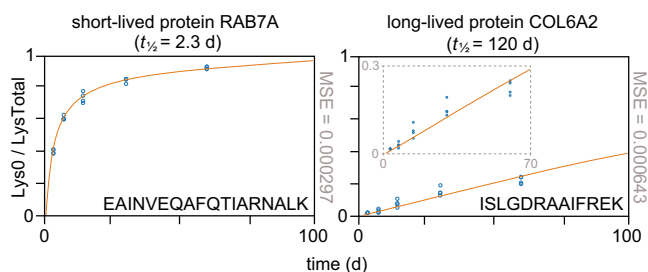 short-lived protein RAB7A
(t½ = 2.3 d)
long-lived protein COL6A2
(t½ = 120 d)
Lys0 / LysTotal
1
0
EAINVEQAFQTIARNALK
0
100
MSE = 0.000297
1
0
0.3
0
0
70
ISLGDRAAIFREK
0
100
MSE = 0.000643
time (d)